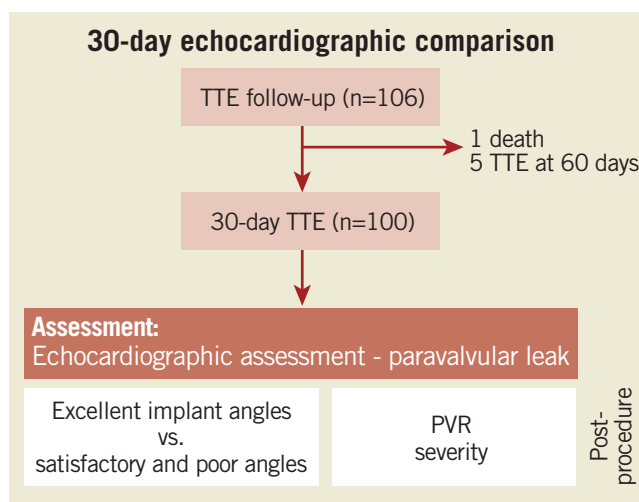 30-day echocardiographic comparison
TTE follow-up (n=106)
1 death
5 TTE at 60 days
30-day TTE (n=100)
Assessment:
Echocardiographic assessment - paravalvular leak
Excellent implant angles
vs.
satisfactory and poor angles
PVR
severity
Post-
procedure